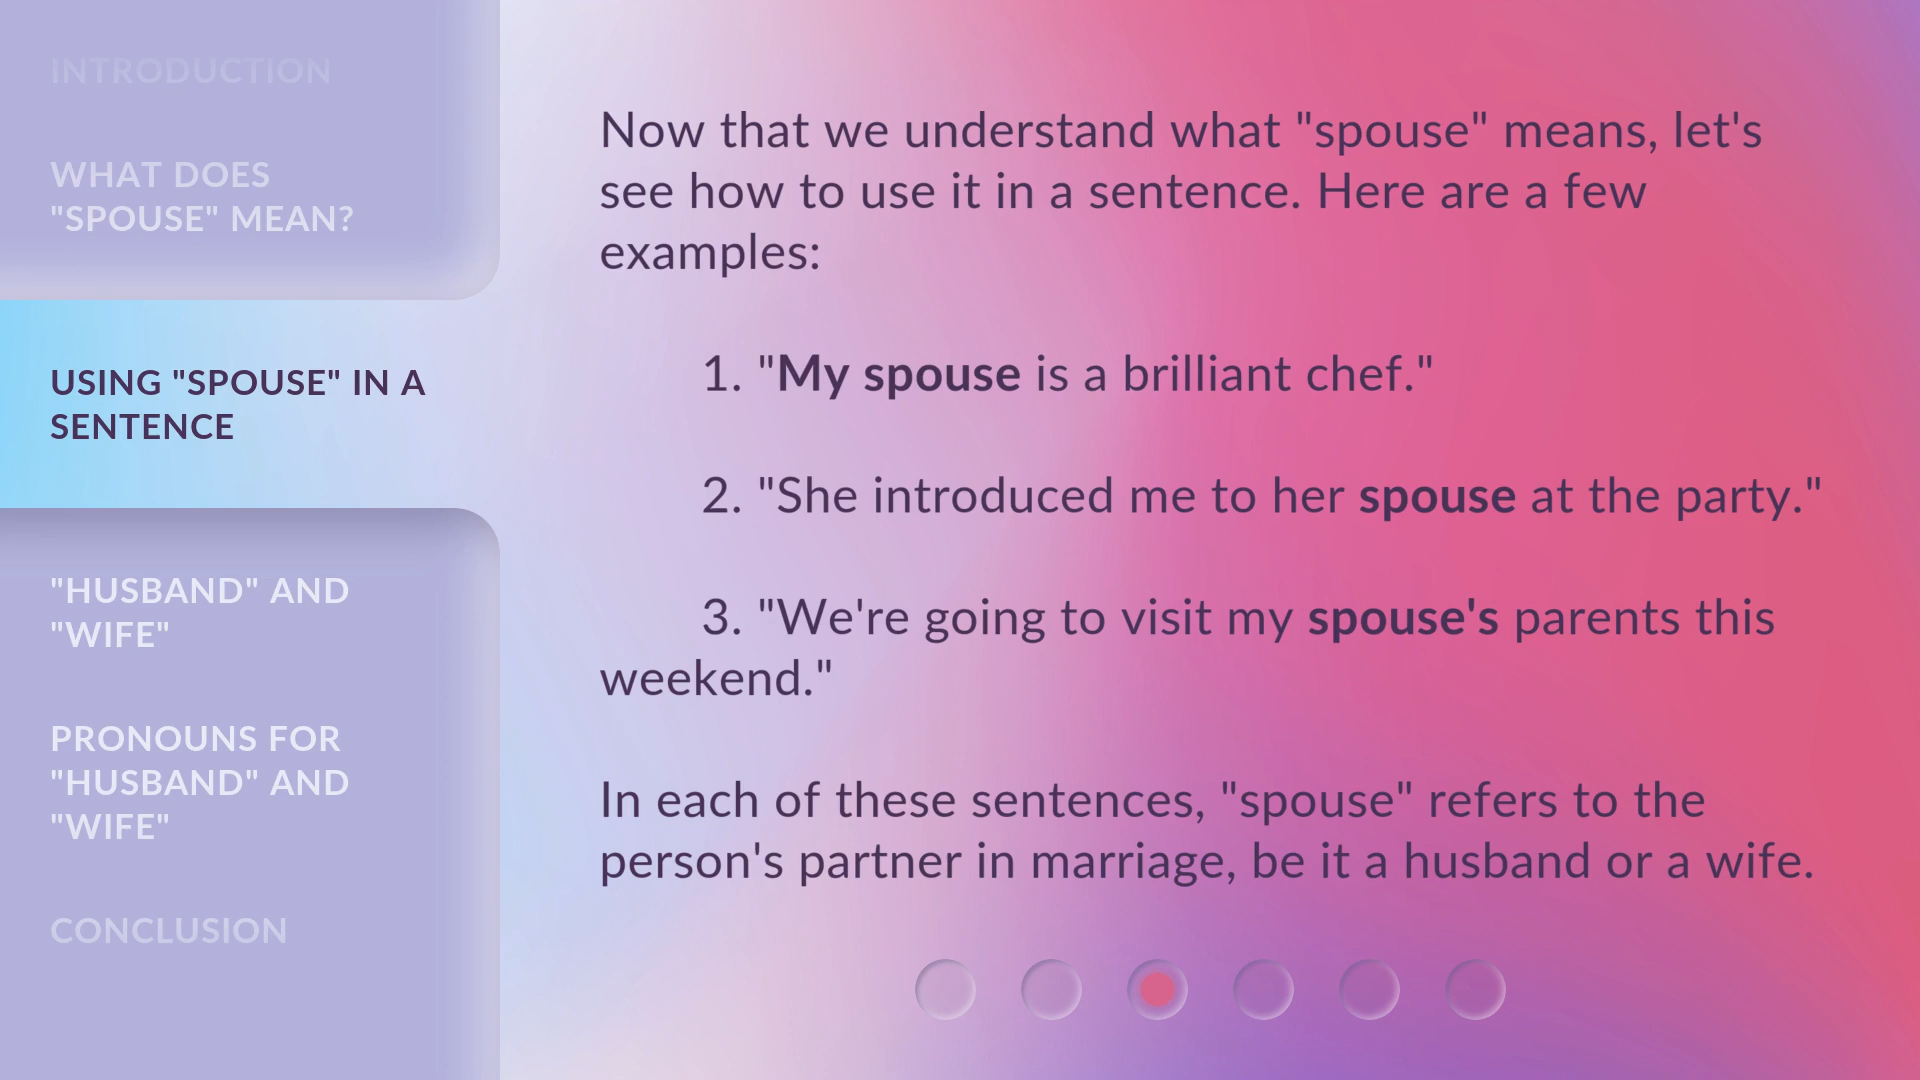 INTRODUCTION
WHAT DOES
"SPOUSE" MEAN?
USING "SPOUSE" IN A
SENTENCE
"HUSBAND" AND
"WIFE"
PRONOUNS FOR
"HUSBAND" AND
"WIFE"
CONCLUSION
Now that we understand what "spouse" means, let's
see how to use it in a sentence. Here are a few
examples:
1. "My spouse is a brilliant chef."
2. "She introduced me to her spouse at the party."
3. "We're going to visit my spouse's parents this
weekend."
In each of these sentences, "spouse" refers to the
person's partner in marriage, be it a husband or a wife.